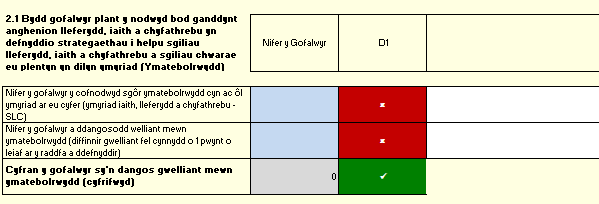 2.1 Bydd gofalwyr plant y nodwyd bod ganddynt
anghenion lleferydd, iaith a chyfathrebu yn
defnyddio strategaethau i helpu sgiliau
lleferydd, iaith a chyfathrebu a sgiliau chwarae
eu plentyn yn dilyn ymyriad (Ymatebolrwydd)
Nifer y Gofalwyr
D1
Nifer y gofalwyr y cofnodwyd sgôr ymatebolrwydd cyn ac ôl
ymyriad ar eu cyfer (ymyriad iaith, lleferydd a chyfathrebu -
SLC)
Nifer y gofalwyr a ddangosodd welliant mewn
ymatebolrwydd (diffinnir gwelliant fel cynnydd o 1 pwynt o
leiaf ar y raddfa a ddefnyddir)
Cyfran y gofalwyr sy'n dangos gwelliant mewn
ymatebolrwydd (cyfrifwyd)
0